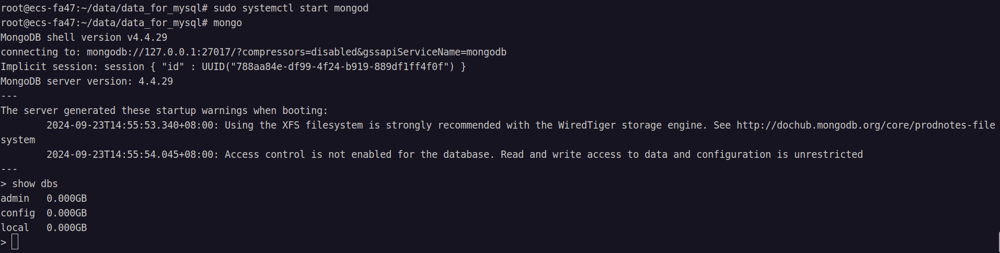 root@ecs-fa47:~/data/data_for_mysql# sudo systemctl start mongod
root@ecs-fa47:~/data/data_for_mysql# mongo
MongoDB shell version v4.4.29
connecting to: mongodb://127.0.0.1:27017/?compressors=disabled&gssapiServiceName=mongodb
Implicit session: session { "id" : UUID("788aa84e-df99-4f24-b919-889df1ff4f0f") }
MongoDB server version: 4.4.29
---
The server generated these startup warnings when booting:
        2024-09-23T14:55:53.340+08:00: Using the XFS filesystem is strongly recommended with the WiredTiger storage engine. See http://dochub.mongodb.org/core/prodnotes-file
system
        2024-09-23T14:55:54.045+08:00: Access control is not enabled for the database. Read and write access to data and configuration is unrestricted
---
> show dbs
admin   0.000GB
config  0.000GB
local   0.000GB
>